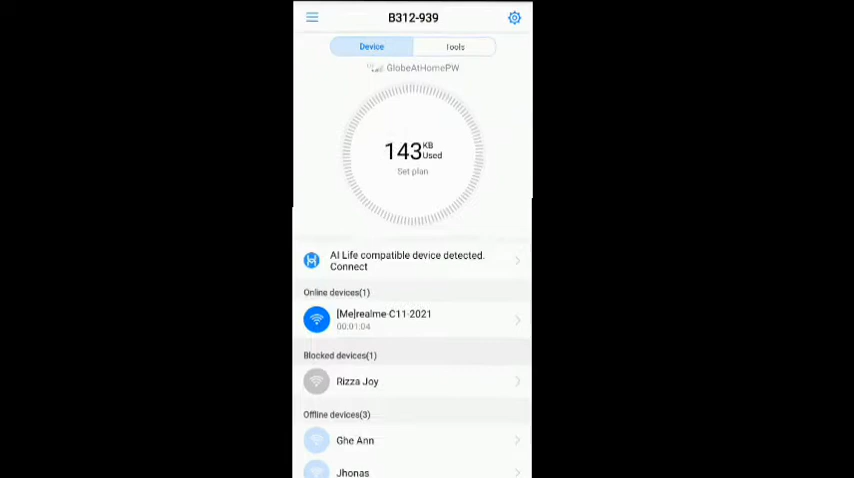 B312-939
Device
Tools
GlobeAtHomePW
143 KB Used
Set plan
AI Life compatible device detected.
Connect
Online devices(1)
[Me]realme-C11-2021
00:01:04
Blocked devices(1)
Rizza Joy
Offline devices(3)
Ghe Ann
Jhonas